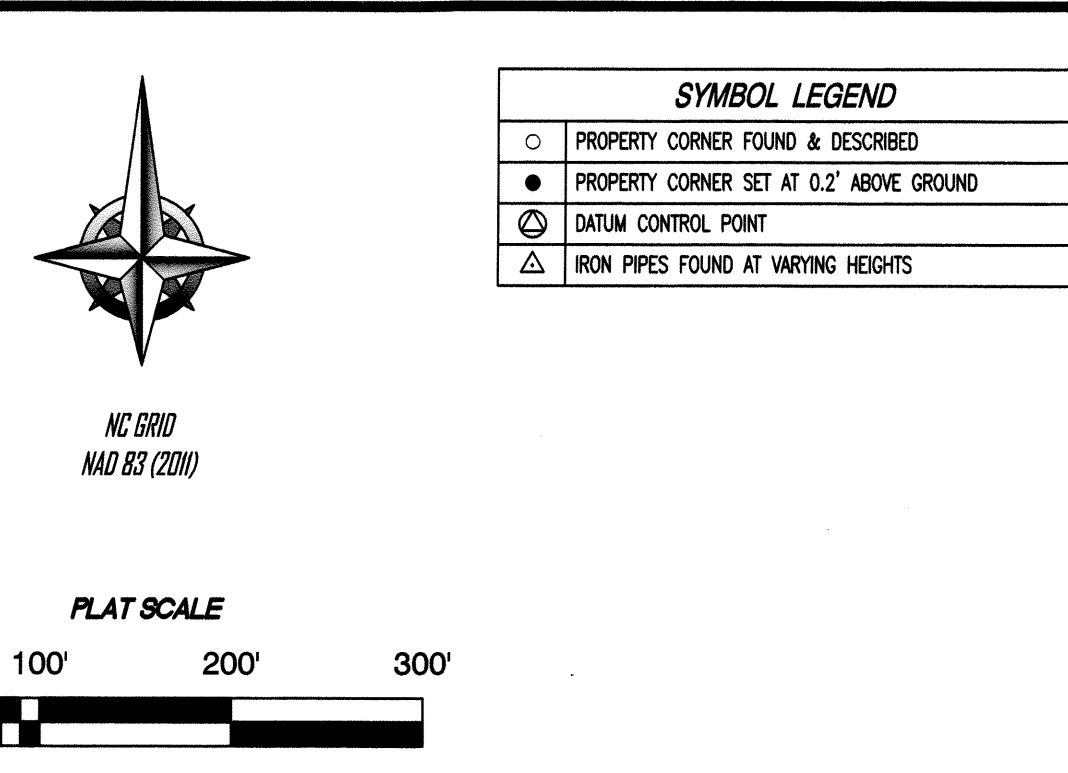 SYMBOL LEGEND
PROPERTY CORNER FOUND & DESCRIBED
PROPERTY CORNER SET AT 0.2' ABOVE GROUND
DATUM CONTROL POINT
IRON PIPES FOUND AT VARYING HEIGHTS
NC GRID
NAD 83 (2011)
PLAT SCALE
100' 200' 300'